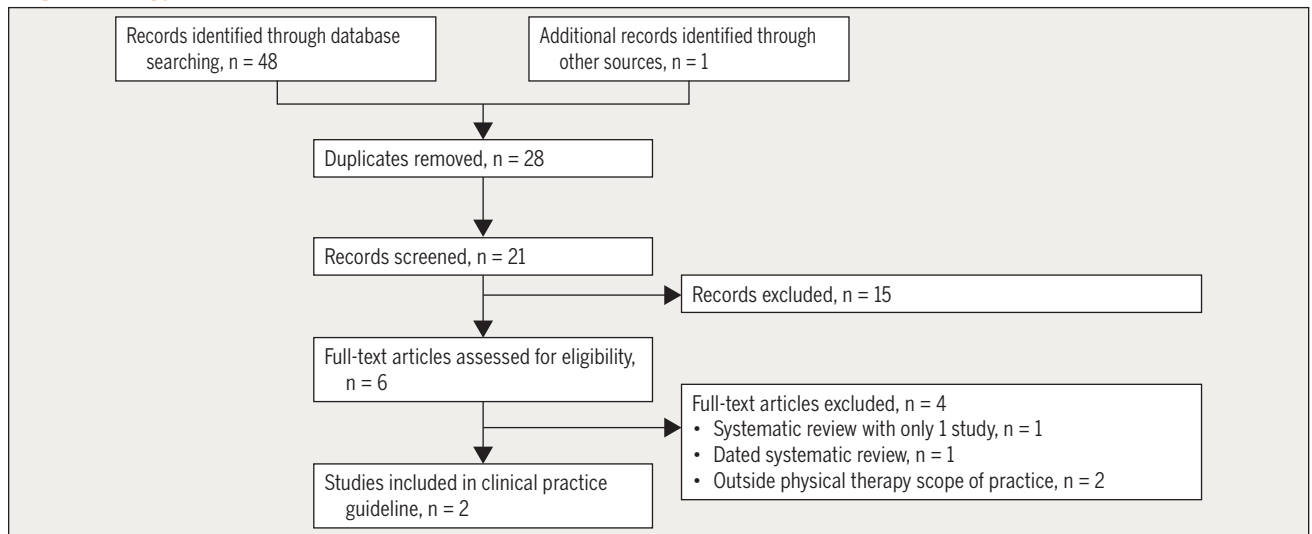 Records identified through database
searching, n = 48
Additional records identified through
other sources, n = 1
Duplicates removed, n = 28
Records screened, n = 21
Records excluded, n = 15
Full-text articles assessed for eligibility,
n = 6
Full-text articles excluded, n = 4
• Systematic review with only 1 study, n = 1
• Dated systematic review, n = 1
• Outside physical therapy scope of practice, n = 2
Studies included in clinical practice
guideline, n = 2